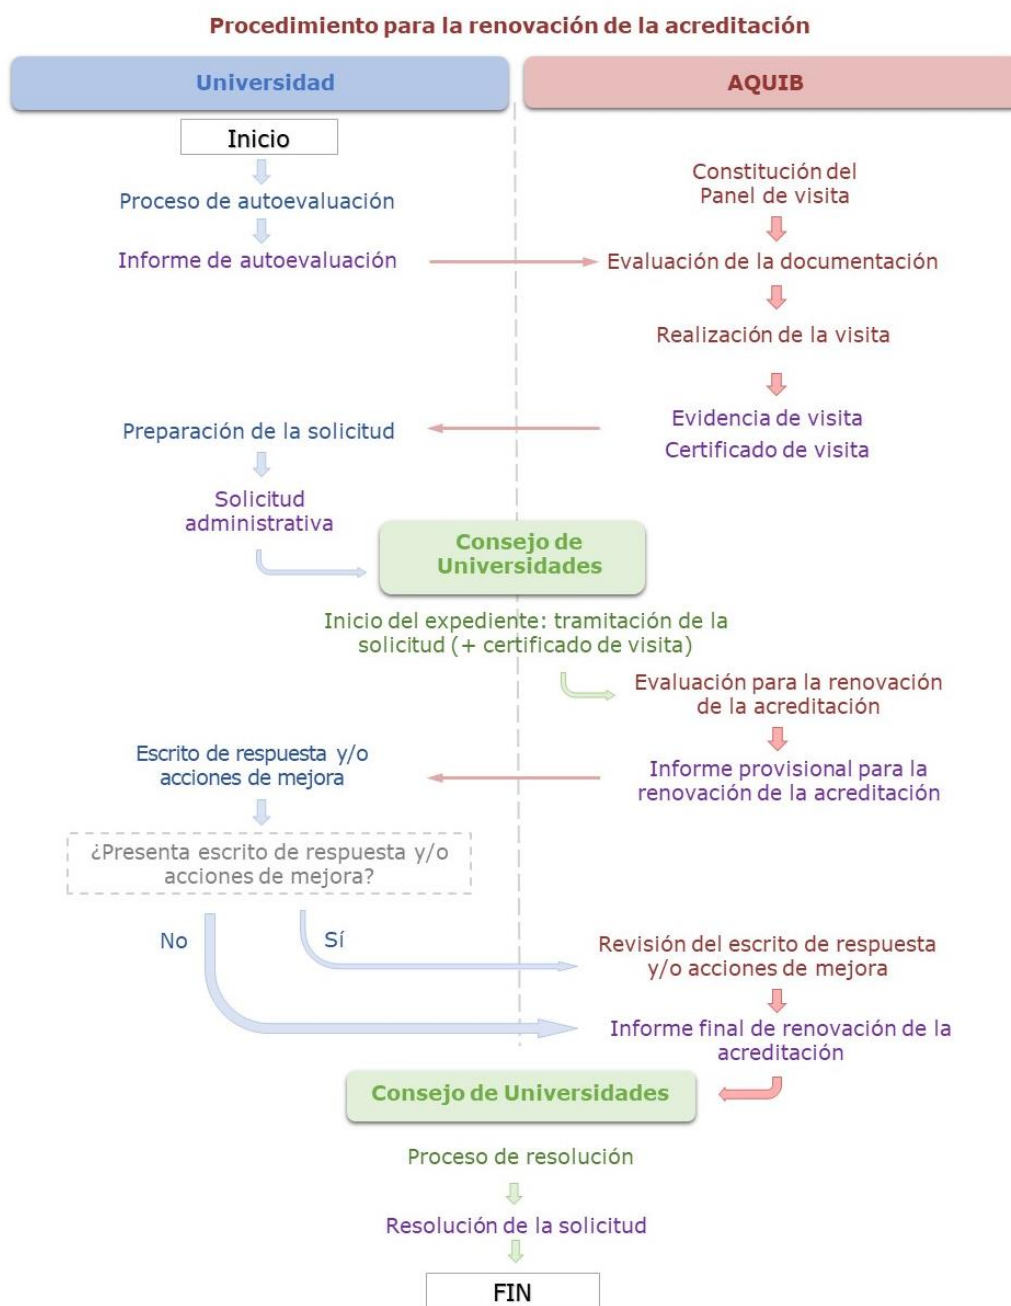 Procedimiento para la renovación de la acreditación
Universidad
AQUIB
Inicio
Constitución del
Panel de visita
Proceso de autoevaluación
Informe de autoevaluación
Evaluación de la documentación
Realización de la visita
Evidencia de visita
Certificado de visita
Preparación de la solicitud
Solicitud
administrativa
Consejo de
Universidades
Inicio del expediente: tramitación de la
solicitud (+ certificado de visita)
Evaluación para la renovación
de la acreditación
Informe provisional para la
renovación de la acreditación
Escrito de respuesta y/o
acciones de mejora
¿Presenta escrito de respuesta y/o
acciones de mejora?
No
Sí
Revisión del escrito de respuesta
y/o acciones de mejora
Informe final de renovación de la
acreditación
Consejo de Universidades
Proceso de resolución
Resolución de la solicitud
FIN